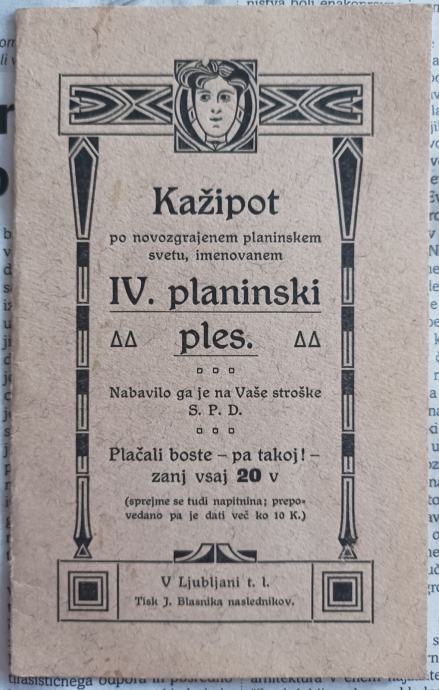 Kažipot
po novozgrajenem planinskem
svetu, imenovanem
IV. planinski
ples.
Nabavilo ga je na Vaše stroške
S. P. D.
Plačali boste – pa takoj! –
zanj vsaj 20 v
(sprejme se tudi napitnina; prepo-
vedano pa je dati več ko 10 K.)
V Ljubljani t. l.
Tisk J. Blasnika naslednikov.